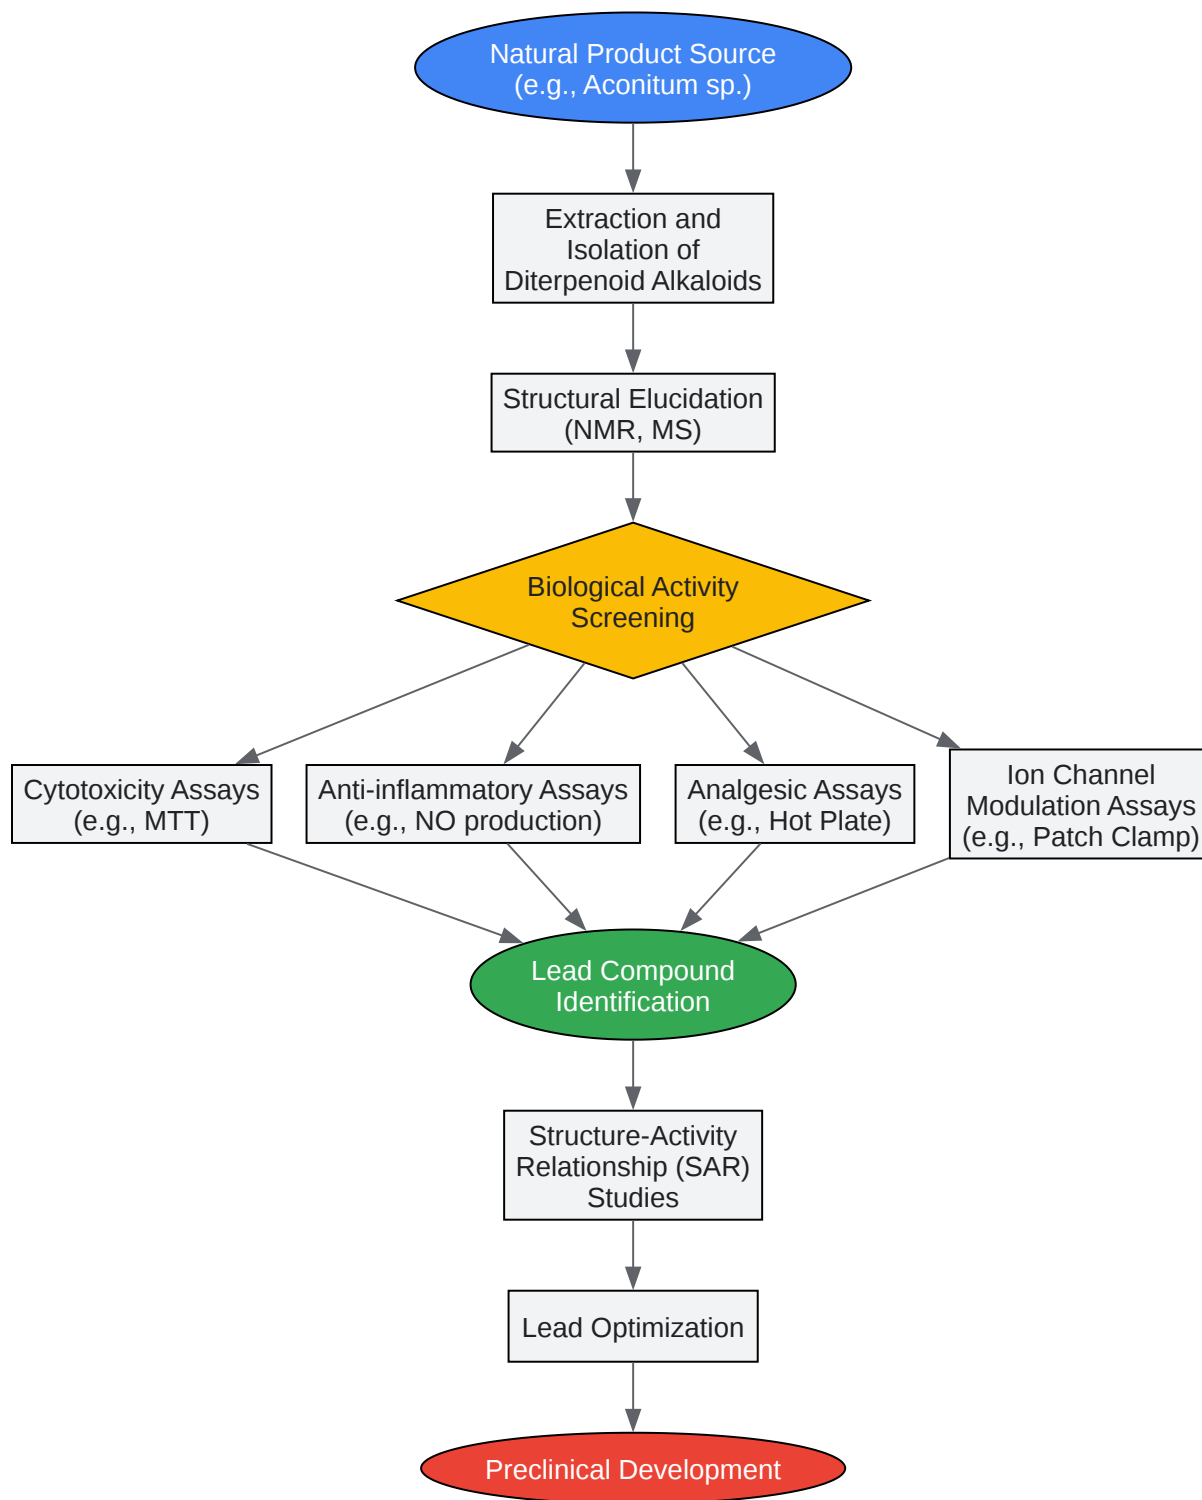 Natural Product Source
(e.g., Aconitum sp.)
Extraction and
Isolation of
Diterpenoid Alkaloids
Structural Elucidation
(NMR, MS)
Biological Activity
Screening
Cytotoxicity Assays
(e.g., MTT)
Anti-inflammatory Assays
(e.g., NO production)
Analgesic Assays
(e.g., Hot Plate)
Ion Channel
Modulation Assays
(e.g., Patch Clamp)
Lead Compound
Identification
Structure-Activity
Relationship (SAR)
Studies
Lead Optimization
Preclinical Development